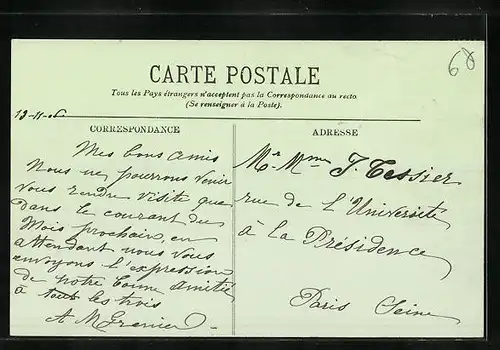 60
CARTE POSTALE
Tous les Pays étrangers n'acceptent pas la Correspondance au recto
(Se renseigner à la Poste).
13-11-06
CORRESPONDANCE
Mes bons amis
Nous ne pourrons venir
vous rendre visite que
dans le courant du
Mois prochain, en
attendant nous vous
envoyons l'expression
de notre bonne amitié
à tous les trois
A M Grenier
ADRESSE
Mr Mme J. Tessier
rue de L'Université
à la Présidence
Paris Seine